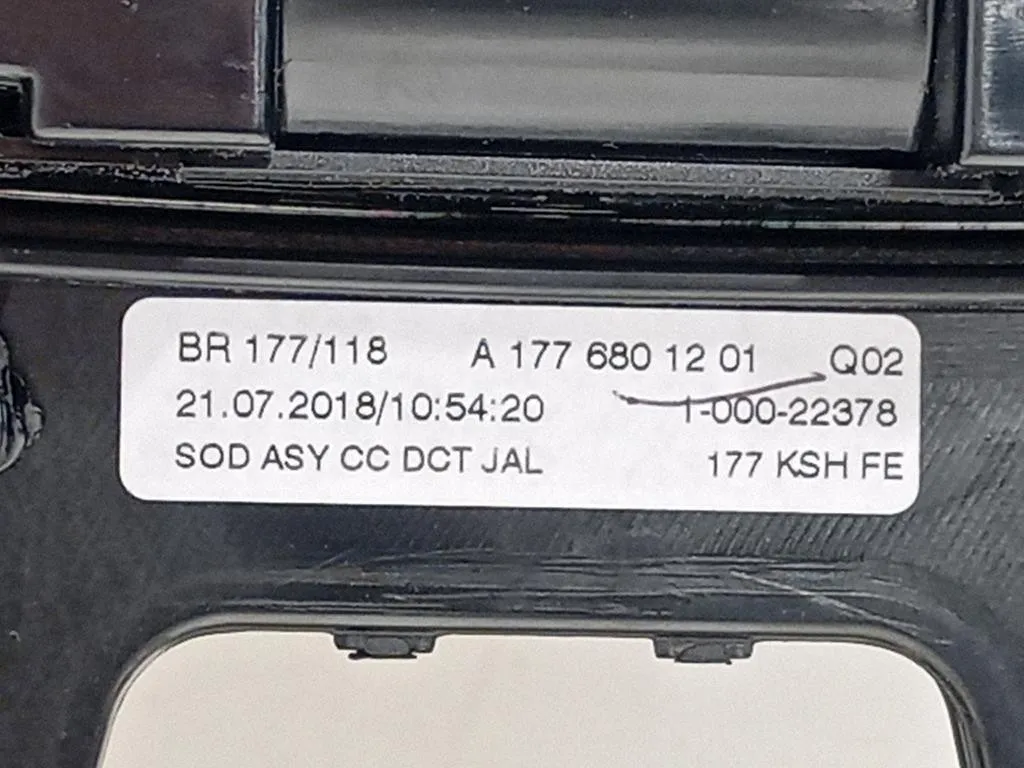 BR 177/118 A 177 680 12 01 Q02
21.07.2018/10:54:20 1-000-22378
SOD ASY CC DCT JAL 177 KSH FE